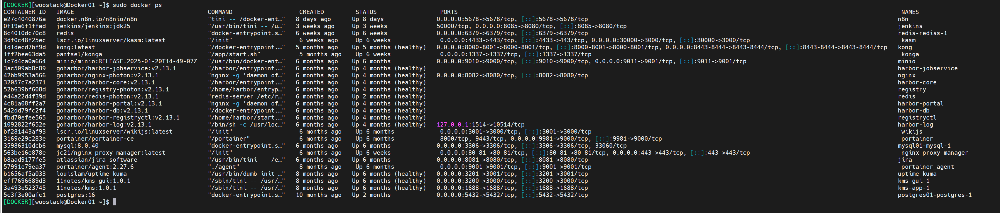 [DOCKER][woostack@Docker01 ~]$ sudo docker ps
CONTAINER ID   IMAGE   COMMAND   CREATED   STATUS   PORTS   NAMES
e27c4040876a   docker.n8n.io/n8nio/n8n   "tini -- /docker-ent…"   8 days ago   Up 8 days   0.0.0.0:5678->5678/tcp, [::]:5678->5678/tcp   n8n
0f19e6f1ffad   jenkins/jenkins:jdk25   "/usr/bin/tini -- /u…"   3 weeks ago   Up 3 weeks   50000/tcp, 0.0.0.0:8085->8080/tcp, [::]:8085->8080/tcp   jenkins
8c4010dc70c8   redis   "docker-entrypoint.s…"   6 weeks ago   Up 6 weeks   0.0.0.0:6379->6379/tcp, [::]:6379->6379/tcp   redis-rediss-1
3df0c48f25ec   lscr.io/linuxserver/kasm:latest   "/init"   6 weeks ago   Up 6 weeks   0.0.0.0:4433->443/tcp, [::]:4433->443/tcp, 0.0.0.0:30000->3000/tcp, [::]:30000->3000/tcp   kasm
1d1decd7bf9d   kong:latest   "/docker-entrypoint.…"   5 months ago   Up 5 months (healthy)   0.0.0.0:8000-8001->8000-8001/tcp, [::]:8000-8001->8000-8001/tcp, 0.0.0.0:8443-8444->8443-8444/tcp, [::]:8443-8444->8443-8444/tcp   kong
1ff2bee63da5   pantsel/konga   "/app/start.sh"   5 months ago   Up 6 weeks   0.0.0.0:1337->1337/tcp, [::]:1337->1337/tcp   konga
1c7d4ca0a664   minio/minio:RELEASE.2025-01-20T14-49-07Z   "/usr/bin/docker-ent…"   6 months ago   Up 6 months   0.0.0.0:9010->9000/tcp, [::]:9010->9000/tcp, 0.0.0.0:9011->9001/tcp, [::]:9011->9001/tcp   minio
3ac509ab8c89   goharbor/harbor-jobservice:v2.13.1   "/harbor/entrypoint.…"   6 months ago   Up 4 months (healthy)   harbor-jobservice
42bb9953a566   goharbor/nginx-photon:v2.13.1   "nginx -g 'daemon of…"   6 months ago   Up 4 months (healthy)   0.0.0.0:8082->8080/tcp, [::]:8082->8080/tcp   nginx
32057c7a2371   goharbor/harbor-core:v2.13.1   "/harbor/entrypoint.…"   6 months ago   Up 4 months (healthy)   harbor-core
52b639bf608d   goharbor/registry-photon:v2.13.1   "/home/harbor/entryp…"   6 months ago   Up 4 months (healthy)   registry
e44a22d4f39d   goharbor/redis-photon:v2.13.1   "redis-server /etc/r…"   6 months ago   Up 2 months (healthy)   redis
4c81a08ff2a7   goharbor/harbor-portal:v2.13.1   "nginx -g 'daemon of…"   6 months ago   Up 4 months (healthy)   harbor-portal
542dd79fc2f4   goharbor/harbor-db:v2.13.1   "/docker-entrypoint.…"   6 months ago   Up 4 months (healthy)   harbor-db
fbd70efee565   goharbor/harbor-registryctl:v2.13.1   "/home/harbor/start.…"   6 months ago   Up 4 months (healthy)   registryctl
1092822f652e   goharbor/harbor-log:v2.13.1   "/bin/sh -c /usr/loc…"   6 months ago   Up 4 months (healthy)   127.0.0.1:1514->10514/tcp   harbor-log
bf281443af93   lscr.io/linuxserver/wikijs:latest   "/init"   6 months ago   Up 6 months   0.0.0.0:3001->3000/tcp, [::]:3001->3000/tcp   wikijs
3169e29c283e   portainer/portainer-ce   "/portainer"   6 months ago   Up 6 months   8000/tcp, 9443/tcp, 0.0.0.0:9981->9000/tcp, [::]:9981->9000/tcp   portainer
35986310dcb6   mysql:8.0.40   "docker-entrypoint.s…"   6 months ago   Up 6 months   0.0.0.0:3306->3306/tcp, [::]:3306->3306/tcp, 33060/tcp   mysql01-mysql-1
563be16e878e   jc21/nginx-proxy-manager:latest   "/init"   6 months ago   Up 6 weeks   0.0.0.0:80-81->80-81/tcp, [::]:80-81->80-81/tcp, 0.0.0.0:443->443/tcp, [::]:443->443/tcp   nginx-proxy-manager
b8aad9177fe5   atlassian/jira-software   "/usr/bin/tini -- /e…"   6 months ago   Up 6 months   0.0.0.0:8081->8080/tcp, [::]:8081->8080/tcp   jira
57991e79ea37   portainer/agent:2.27.6   "./agent"   8 months ago   Up 6 months   0.0.0.0:9001->9001/tcp, [::]:9001->9001/tcp   portainer_agent
b1656af5a033   louislam/uptime-kuma   "/usr/bin/dumb-init …"   8 months ago   Up 6 months (healthy)   0.0.0.0:3201->3001/tcp, [::]:3201->3001/tcp   uptime-kuma
eff7696689d3   11notes/kms-gui:1.0.1   "/sbin/tini -- /usr/…"   8 months ago   Up 6 months (healthy)   0.0.0.0:3200->3000/tcp, [::]:3200->3000/tcp   kms-gui-1
3a493e523745   11notes/kms:1.0.1   "/sbin/tini -- /usr/…"   8 months ago   Up 6 months (healthy)   0.0.0.0:1688->1688/tcp, [::]:1688->1688/tcp   kms-app-1
5c3f3e00afc1   postgres:16   "docker-entrypoint.s…"   10 months ago   Up 2 months   0.0.0.0:5432->5432/tcp, [::]:5432->5432/tcp   postgres01-postgres-1
[DOCKER][woostack@Docker01 ~]$